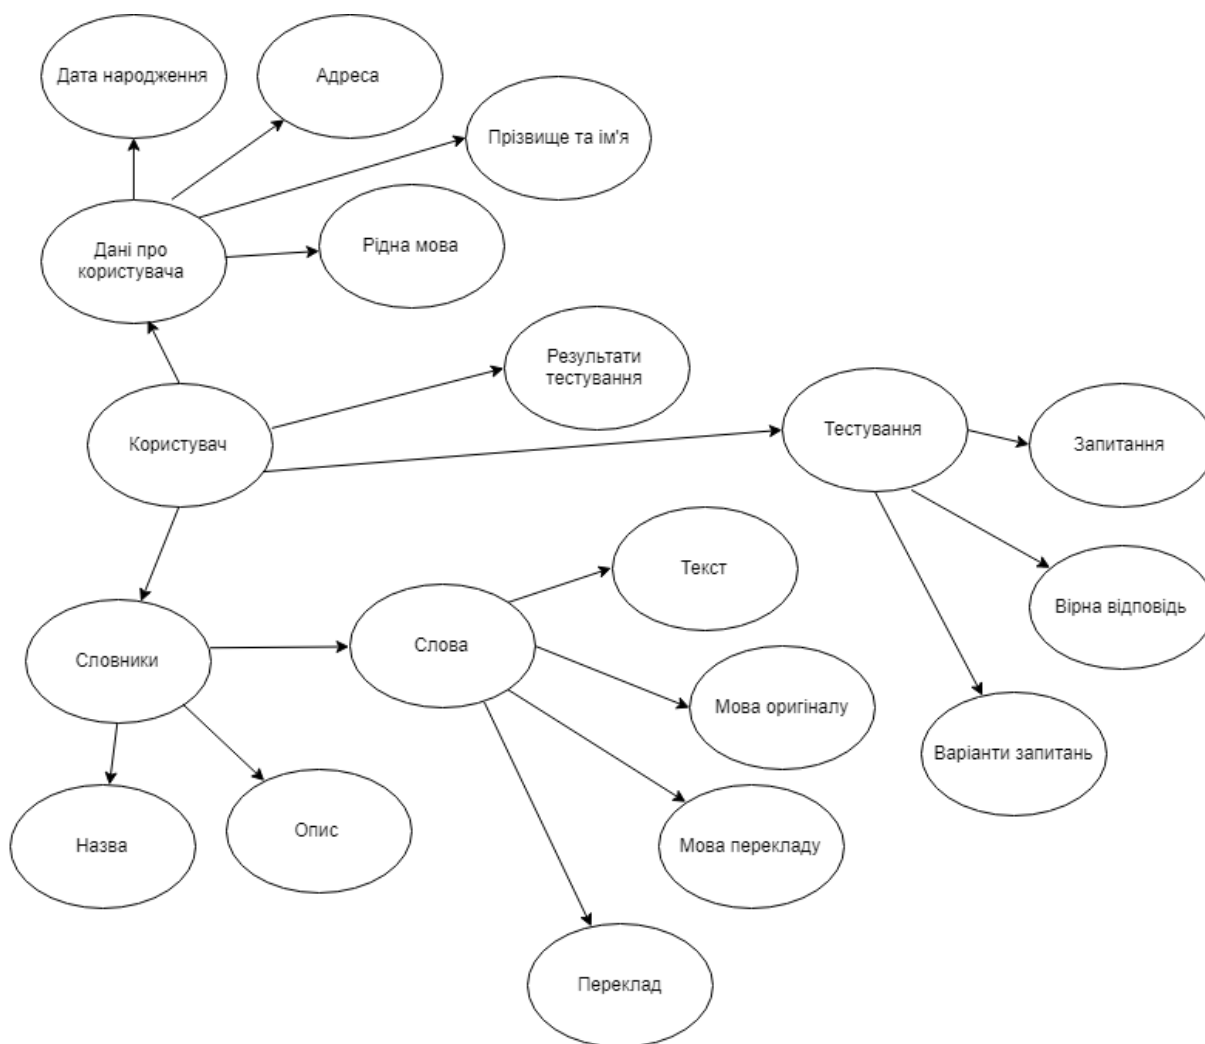 Дата народження
Адреса
Прізвище та ім'я
Рідна мова
Дані про
користувача
Результати
тестування
Користувач
Тестування
Запитання
Текст
Вірна відповідь
Слова
Словники
Мова оригіналу
Варіанти запитань
Назва
Опис
Мова перекладу
Переклад